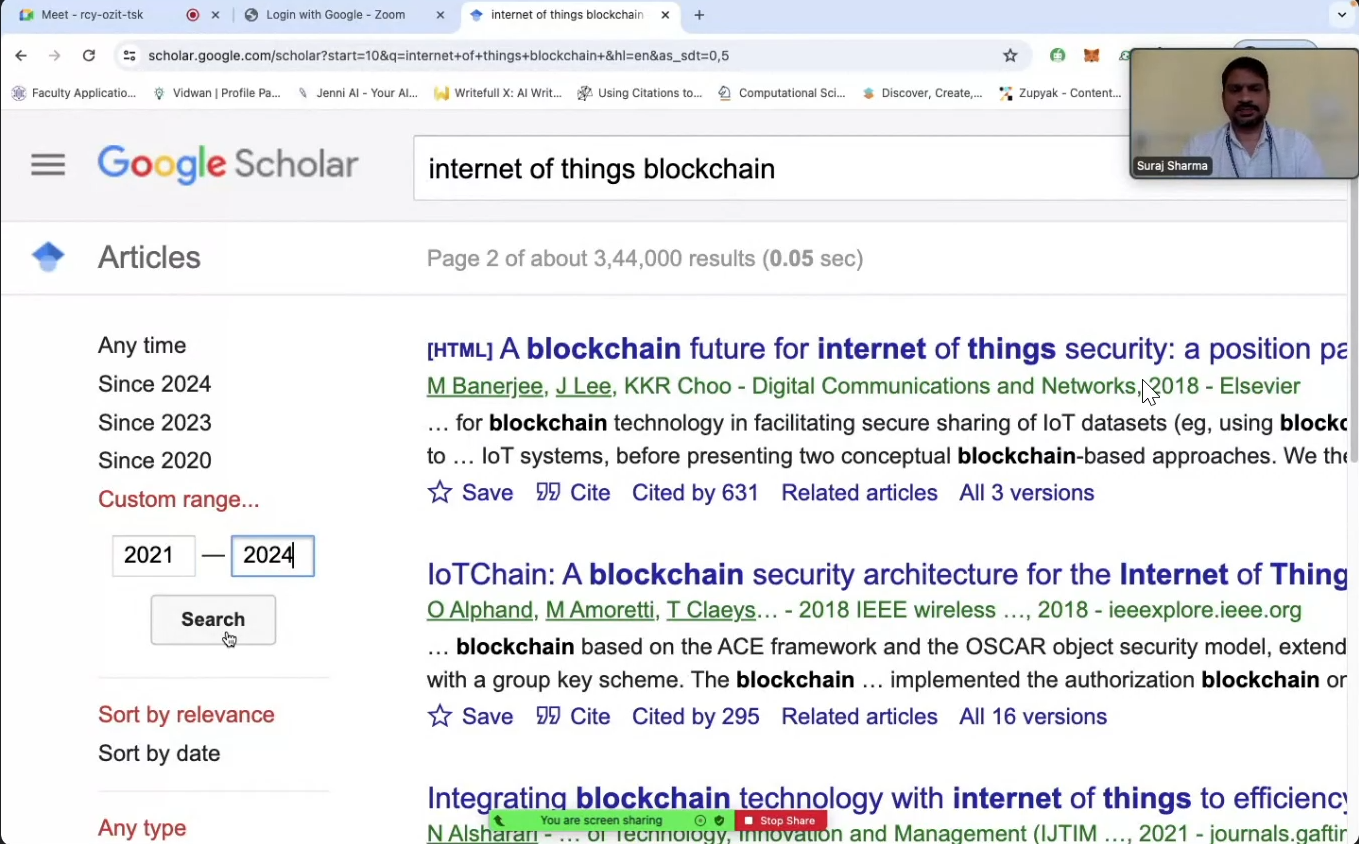 Meet - rcy-ozit-tsk
Login with Google - Zoom
internet of things blockchain
scholar.google.com/scholar?start=10&q=internet+of+things+blockchain+&hl=en&as_sdt=0,5
Faculty Applicatio...
Vidwan | Profile Pa...
Jenni AI - Your AI...
Writefull X: AI Writ...
Using Citations to...
Computational Sci...
Discover, Create,...
Zupyak - Content...
Suraj Sharma
Google Scholar
internet of things blockchain
Articles
Page 2 of about 3,44,000 results (0.05 sec)
Any time
Since 2024
Since 2023
Since 2020
Custom range...
2021 — 2024
Search
Sort by relevance
Sort by date
Any type
[HTML] A blockchain future for internet of things security: a position pa
M Banerjee, J Lee, KKR Choo - Digital Communications and Networks, 2018 - Elsevier
... for blockchain technology in facilitating secure sharing of IoT datasets (eg, using blockc
to ... IoT systems, before presenting two conceptual blockchain-based approaches. We the
Save Cite Cited by 631 Related articles All 3 versions
IoTChain: A blockchain security architecture for the Internet of Thing
O Alphand, M Amoretti, T Claeys... - 2018 IEEE wireless ..., 2018 - ieeexplore.ieee.org
... blockchain based on the ACE framework and the OSCAR object security model, extend
with a group key scheme. The blockchain ... implemented the authorization blockchain or
Save Cite Cited by 295 Related articles All 16 versions
Integrating blockchain technology with internet of things to efficiency
You are screen sharing
Stop Share
N Alsharari - ... of Technology, Innovation and Management (IJTIM ..., 2021 - journals.gaftir